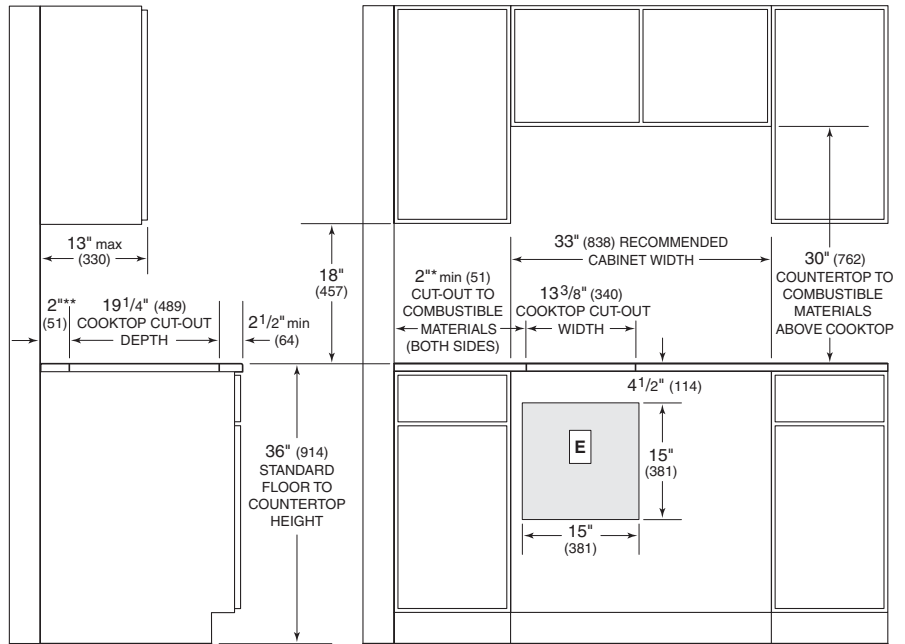 13" max
(330)
2"**
(51)
19 1/4" (489)
COOKTOP CUT-OUT
DEPTH
2 1/2" min
(64)
18"
(457)
36" (914)
STANDARD
FLOOR TO
COUNTERTOP
HEIGHT
2"* min (51)
CUT-OUT TO
COMBUSTIBLE
MATERIALS
(BOTH SIDES)
33" (838) RECOMMENDED
CABINET WIDTH
13 3/8" (340)
COOKTOP CUT-OUT
WIDTH
30" (762)
COUNTERTOP TO
COMBUSTIBLE
MATERIALS
ABOVE COOKTOP
4 1/2" (114)
E
15"
(381)
15"
(381)